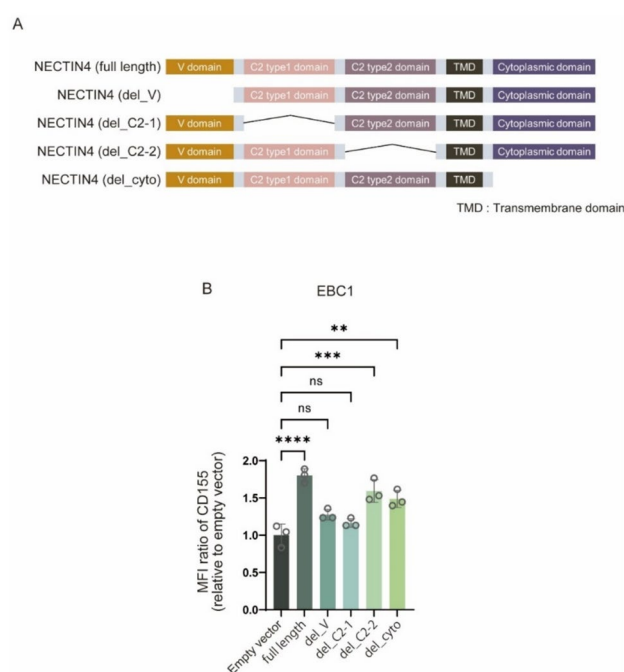 A
NECTIN4 (full length) V domain C2 type1 domain C2 type2 domain TMD Cytoplasmic domain
NECTIN4 (del_V) C2 type1 domain C2 type2 domain TMD Cytoplasmic domain
NECTIN4 (del_C2-1) V domain C2 type2 domain TMD Cytoplasmic domain
NECTIN4 (del_C2-2) V domain C2 type1 domain TMD Cytoplasmic domain
NECTIN4 (del_cyto) V domain C2 type1 domain C2 type2 domain TMD
TMD : Transmembrane domain
B EBC1
**
***
ns
ns
****
MFI ratio of CD155
(relative to empty vector)
2.0
1.5
1.0
0.5
0.0
Empty vector
full length
del_V
del_C2-1
del_C2-2
del_cyto